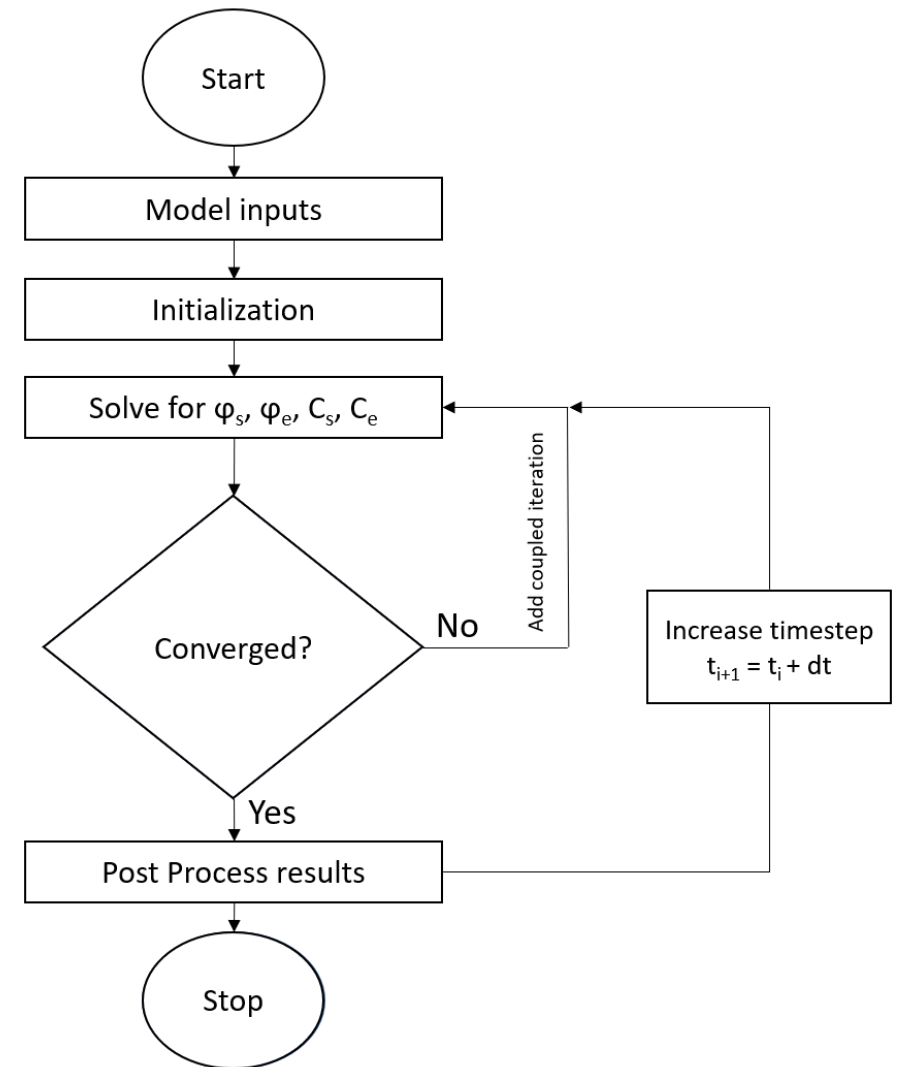 Start
Model inputs
Initialization
Solve for φₛ, φₑ, Cₛ, Cₑ
Add coupled iteration
No
Converged?
Increase timestep
tᵢ₊₁ = tᵢ + dt
Yes
Post Process results
Stop